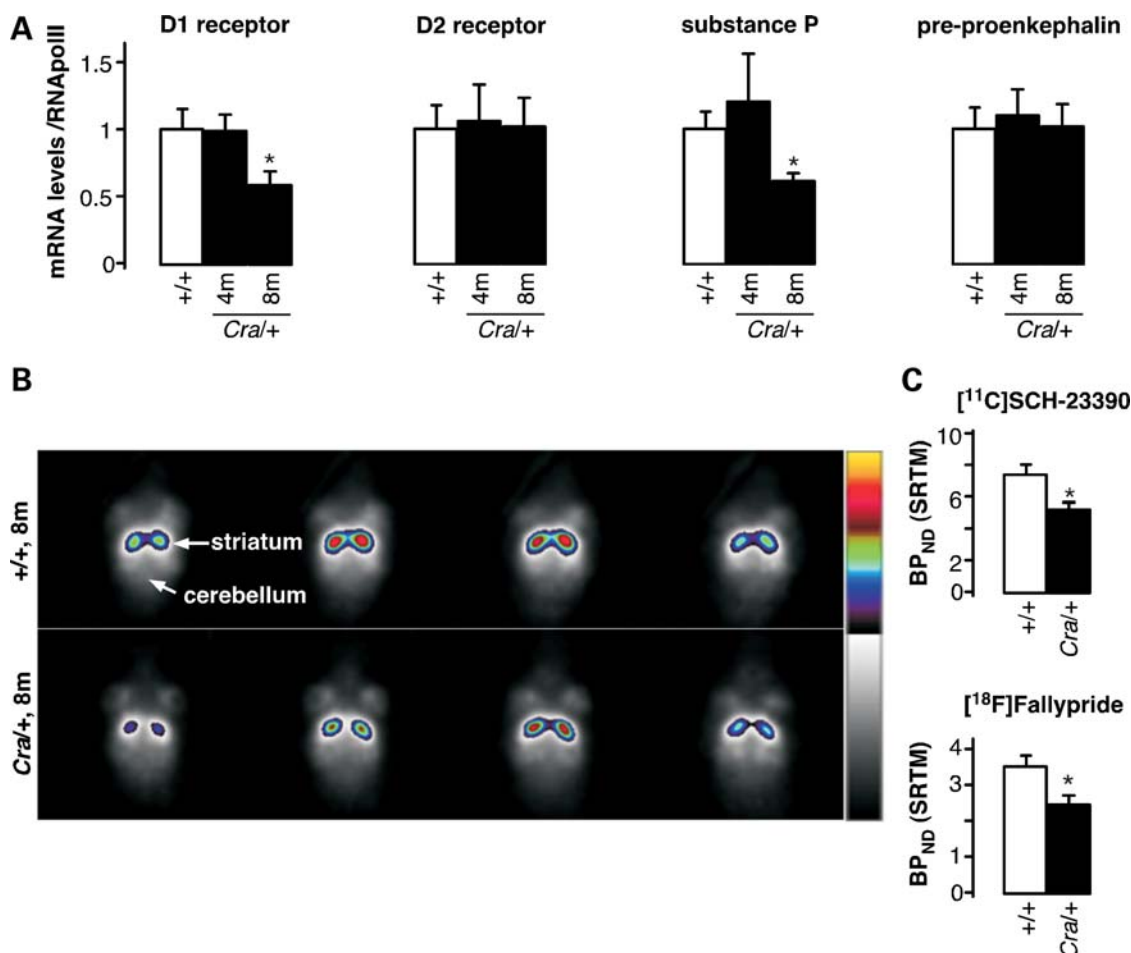 A
D1 receptor
D2 receptor
substance P
pre-proenkephalin
mRNA levels /RNApolII
1.5
1
0.5
0
*
*
+/+
4m
8m
Cra/+
+/+
4m
8m
Cra/+
+/+
4m
8m
Cra/+
+/+
4m
8m
Cra/+
B
+/+, 8m
striatum
cerebellum
Cra/+, 8m
C
[¹¹C]SCH-23390
BP_ND (SRTM)
10
6
2
0
*
+/+
Cra/+
[¹⁸F]Fallypride
BP_ND (SRTM)
4
3
1
0
*
+/+
Cra/+